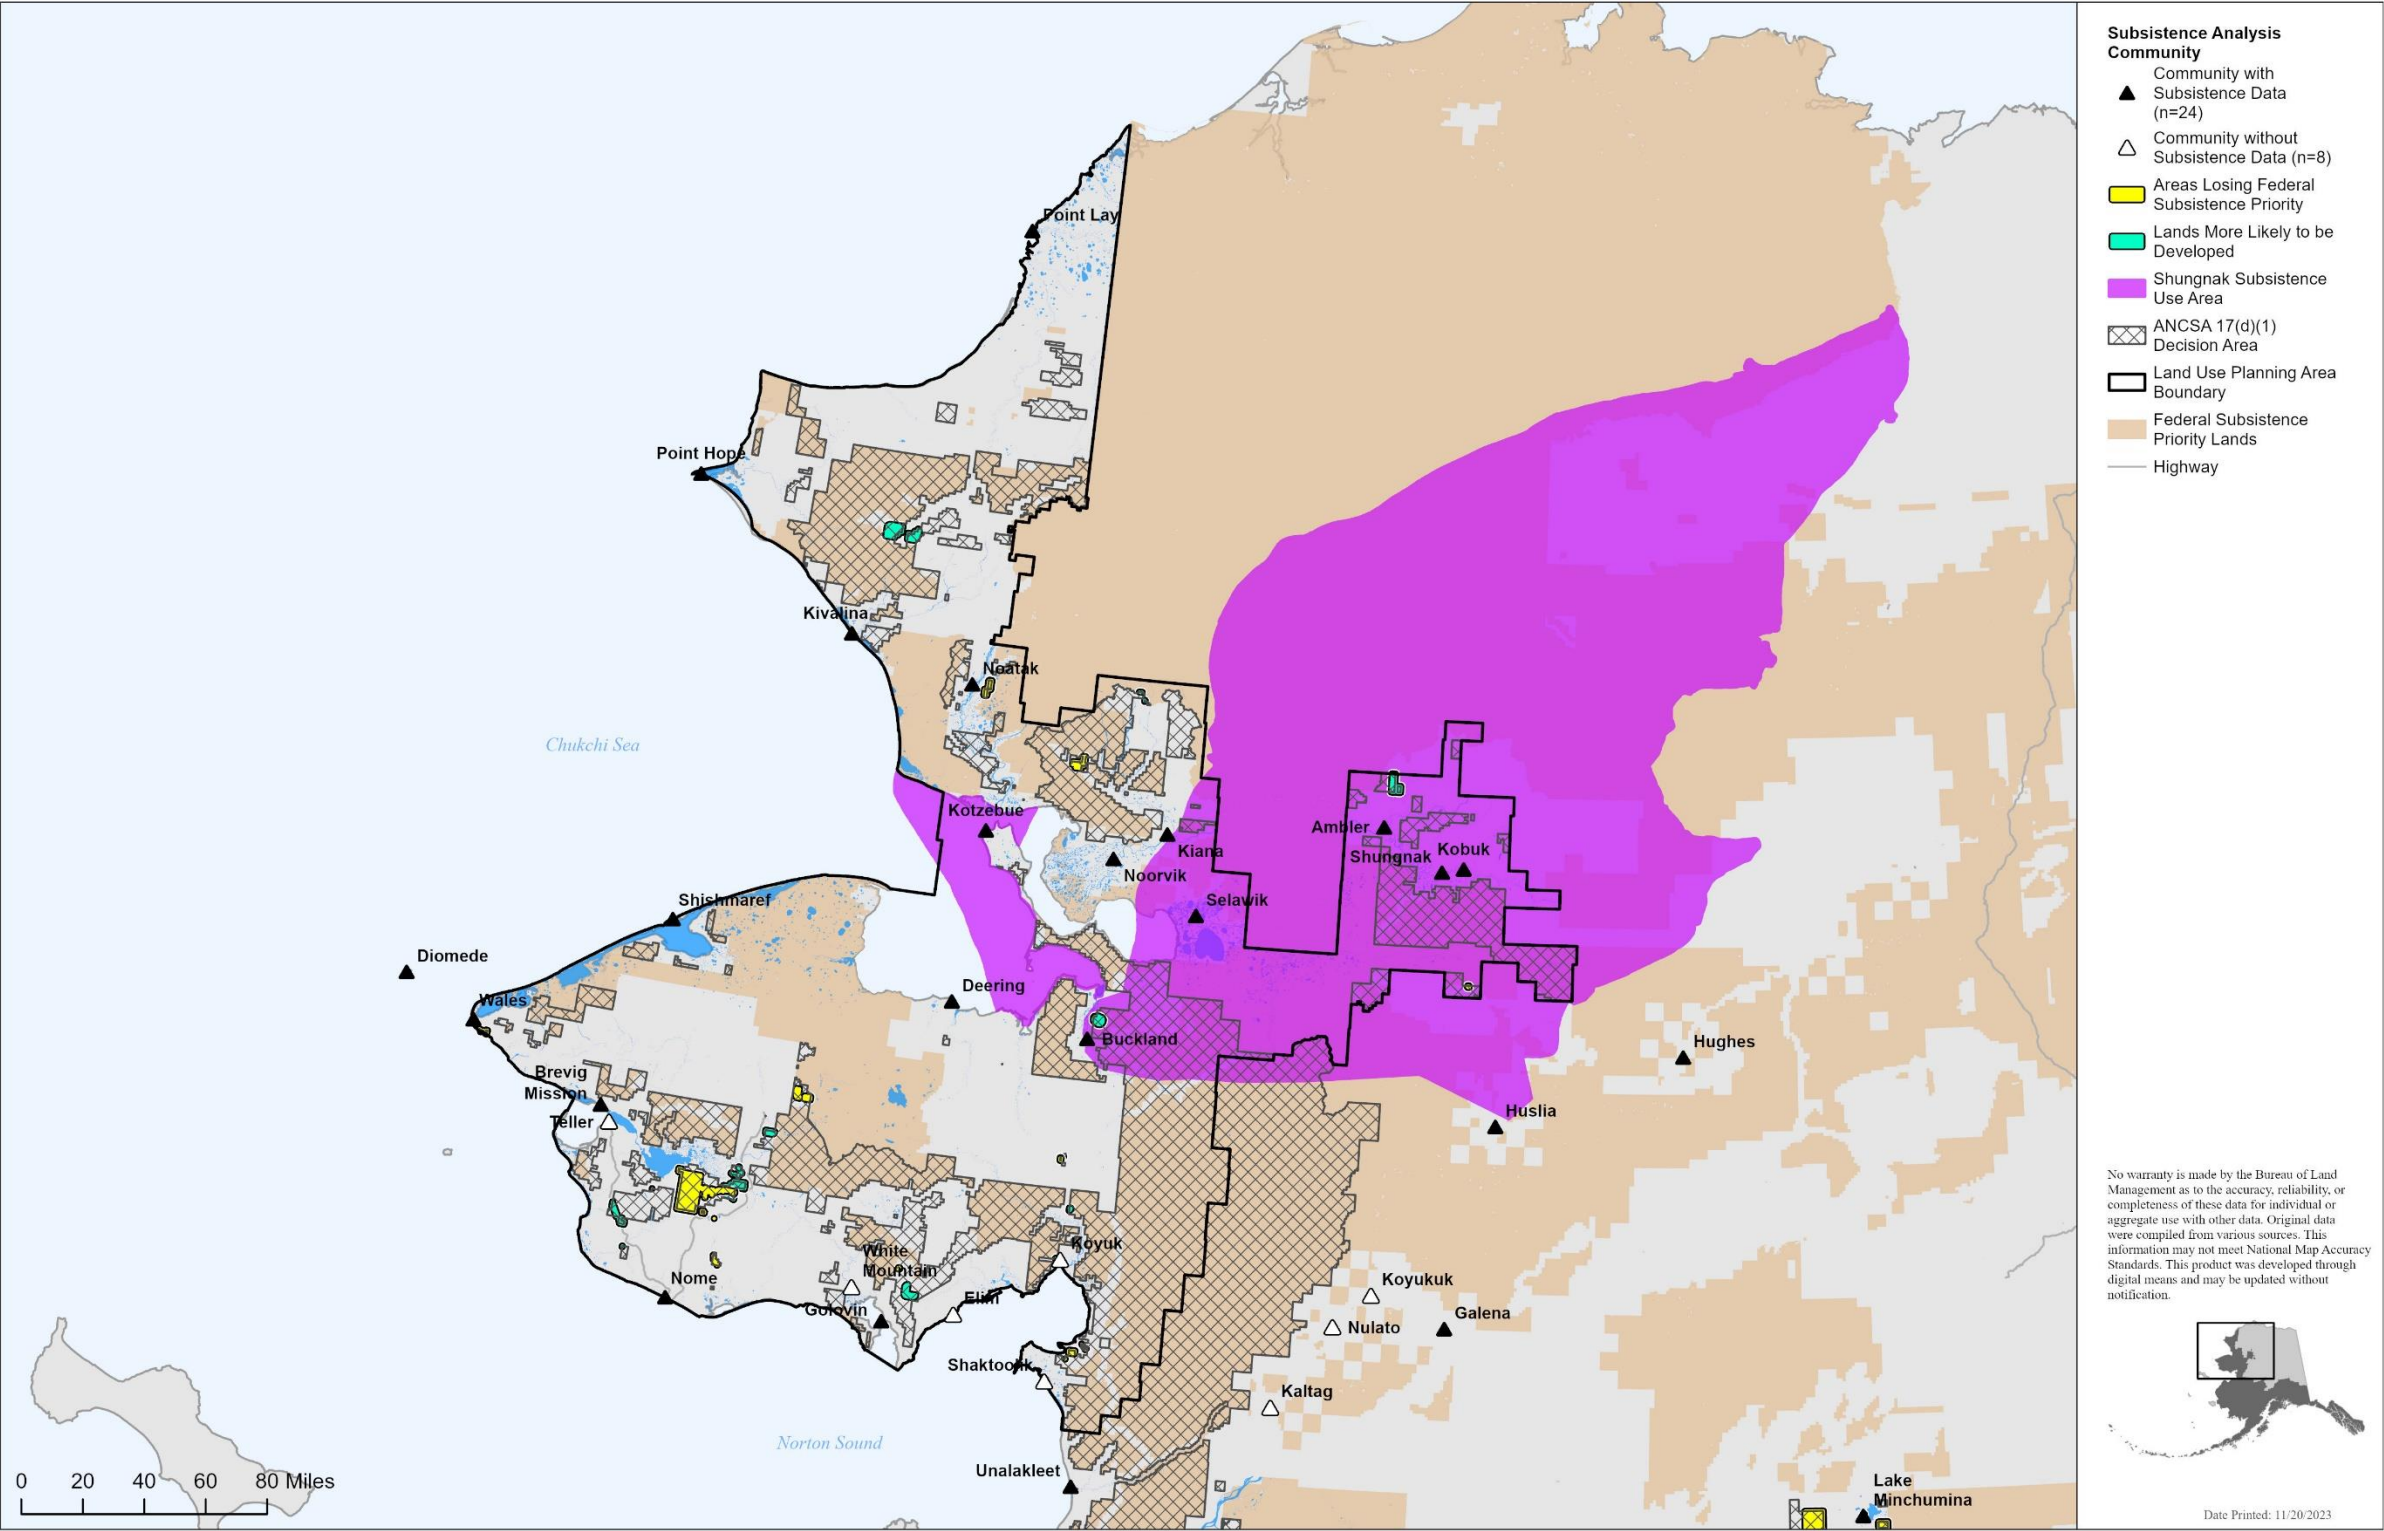 Point Lay
Point Hope
Kivalina
Noatak
Chukchi Sea
Kotzebue
Kiana
Noorvik
Ambler
Shungnak
Kobuk
Selawik
Shishmaref
Diomede
Wales
Deering
Buckland
Hughes
Brevig
Mission
Teller
Huslia
White
Mountain
Koyuk
Nome
Golovin
Elim
Koyukuk
Nulato
Galena
Shaktoolik
Kaltag
Norton Sound
Unalakleet
Lake
Minchumina
0 20 40 60 80 Miles
Subsistence Analysis
Community
Community with
Subsistence Data
(n=24)
Community without
Subsistence Data (n=8)
Areas Losing Federal
Subsistence Priority
Lands More Likely to be
Developed
Shungnak Subsistence
Use Area
ANCSA 17(d)(1)
Decision Area
Land Use Planning Area
Boundary
Federal Subsistence
Priority Lands
Highway
No warranty is made by the Bureau of Land
Management as to the accuracy, reliability, or
completeness of these data for individual or
aggregate use with other data. Original data
were compiled from various sources. This
information may not meet National Map Accuracy
Standards. This product was developed through
digital means and may be updated without
notification.
Date Printed: 11/20/2023